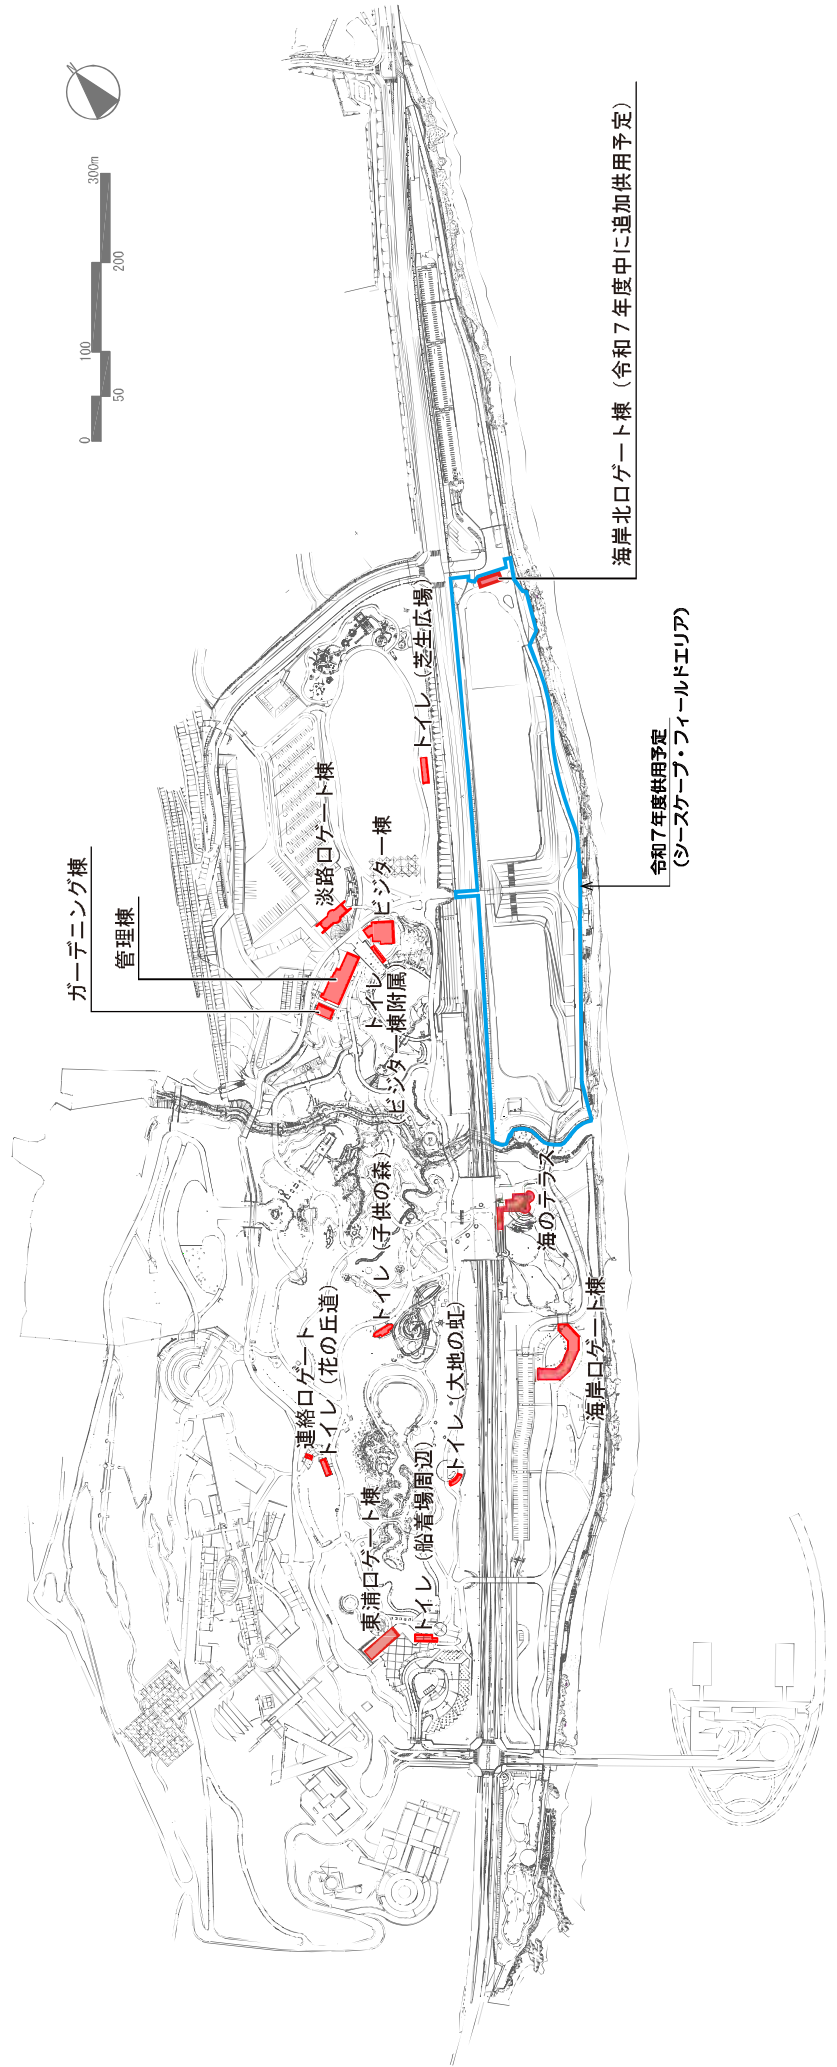 0
50
100
200
300m
ガーデニング棟
管理棟
淡路口ゲート棟
ビジター棟
トイレ
(ビジター棟附属)
トイレ（芝生広場）
海岸北口ゲート棟（令和７年度中に追加供用予定）
令和７年度供用予定
（シースケープ・フィールドエリア）
海のテラス
海岸口ゲート棟
トイレ（子供の森）
連絡口ゲート
トイレ（花の丘道）
トイレ（大地の虹）
東浦口ゲート棟
トイレ（船着場周辺）